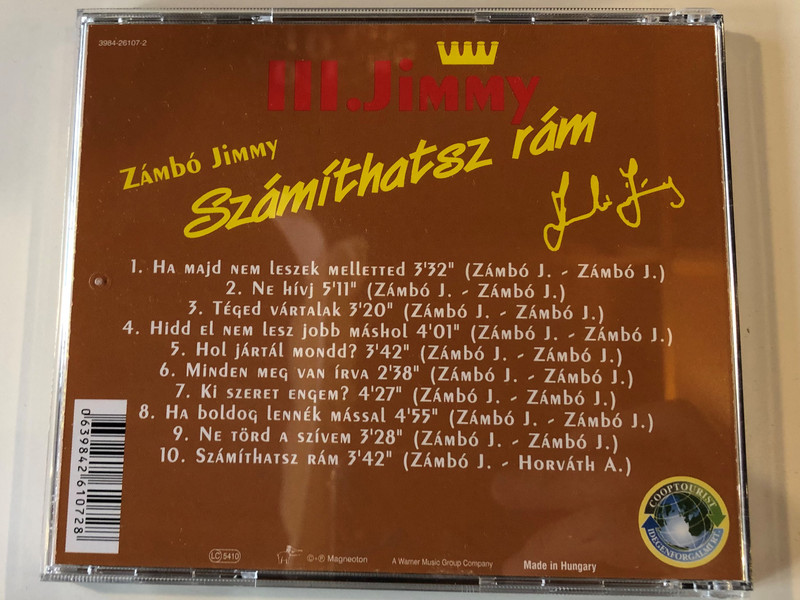 3984-26107-2
III.Jimmy
Zámbó Jimmy
Számíthatsz rám
1. Ha majd nem leszek melletted 3'32" (Zámbó J. - Zámbó J.)
2. Ne hívj 5'11" (Zámbó J. - Zámbó J.)
3. Téged vártalak 3'20" (Zámbó J. - Zámbó J.)
4. Hidd el nem lesz jobb máshol 4'01" (Zámbó J. - Zámbó J.)
5. Hol jártál mondd? 3'42" (Zámbó J. - Zámbó J.)
6. Minden meg van írva 2'38" (Zámbó J. - Zámbó J.)
7. Ki szeret engem? 4'27" (Zámbó J. - Zámbó J.)
8. Ha boldog lennék mással 4'55" (Zámbó J. - Zámbó J.)
9. Ne törd a szívem 3'28" (Zámbó J. - Zámbó J.)
10. Számíthatsz rám 3'42" (Zámbó J. - Horváth A.)
0639842610728
COOPTOURIST
IDEGENFORGALMI RT.
LC 5410
©+℗ Magneoton
A Warner Music Group Company
Made in Hungary